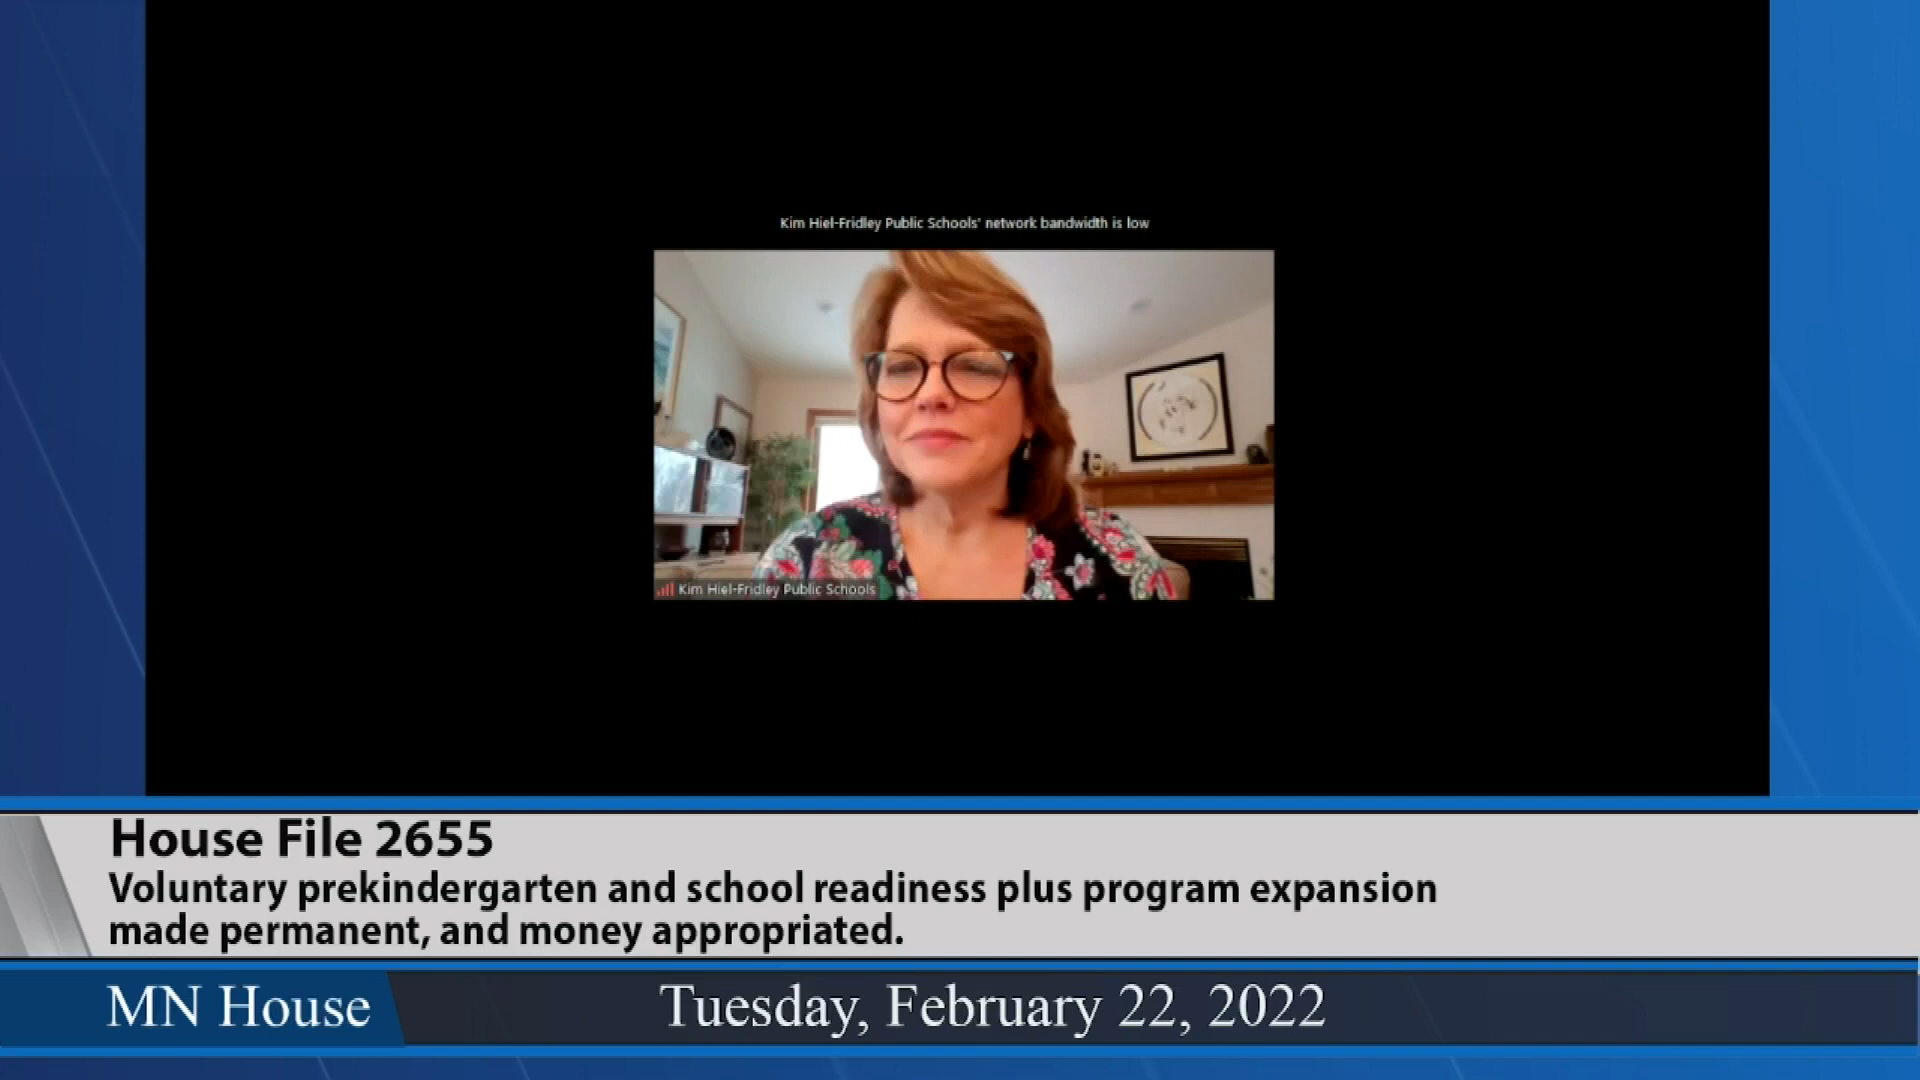 Kim Hiel-Fridley Public Schools' network bandwidth is low
Kim Hiel-Fridley Public Schools
House File 2655
Voluntary prekindergarten and school readiness plus program expansion
made permanent, and money appropriated.
MN House
Tuesday, February 22, 2022